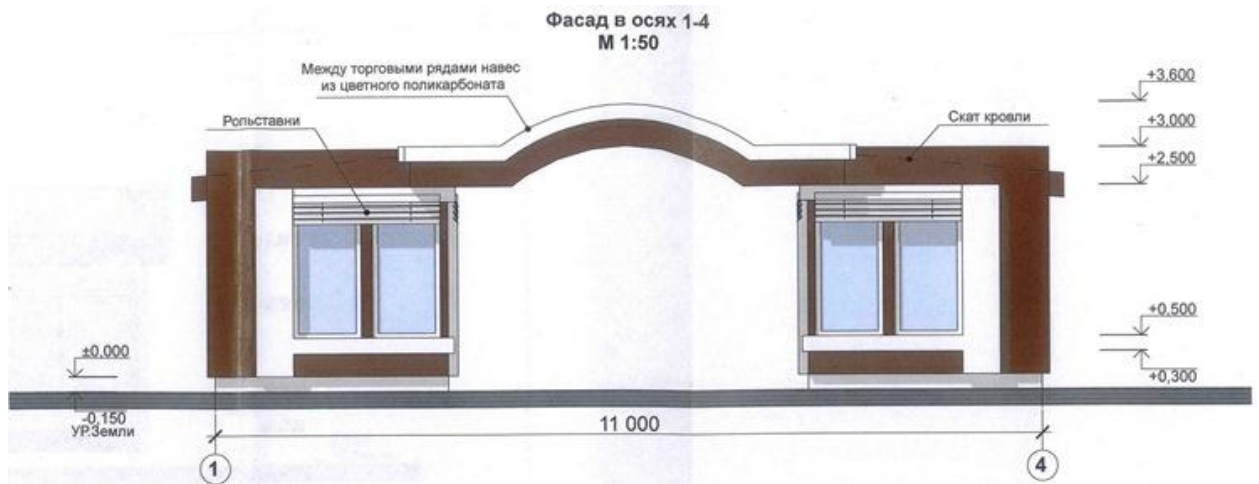 Фасад в осях 1-4
М 1:50
Между торговыми рядами навес
из цветного поликарбоната
Рольставни
Скат кровли
+3,600
+3,000
+2,500
+0,500
+0,300
±0.000
-0,150
УР.Земли
11 000
1
4